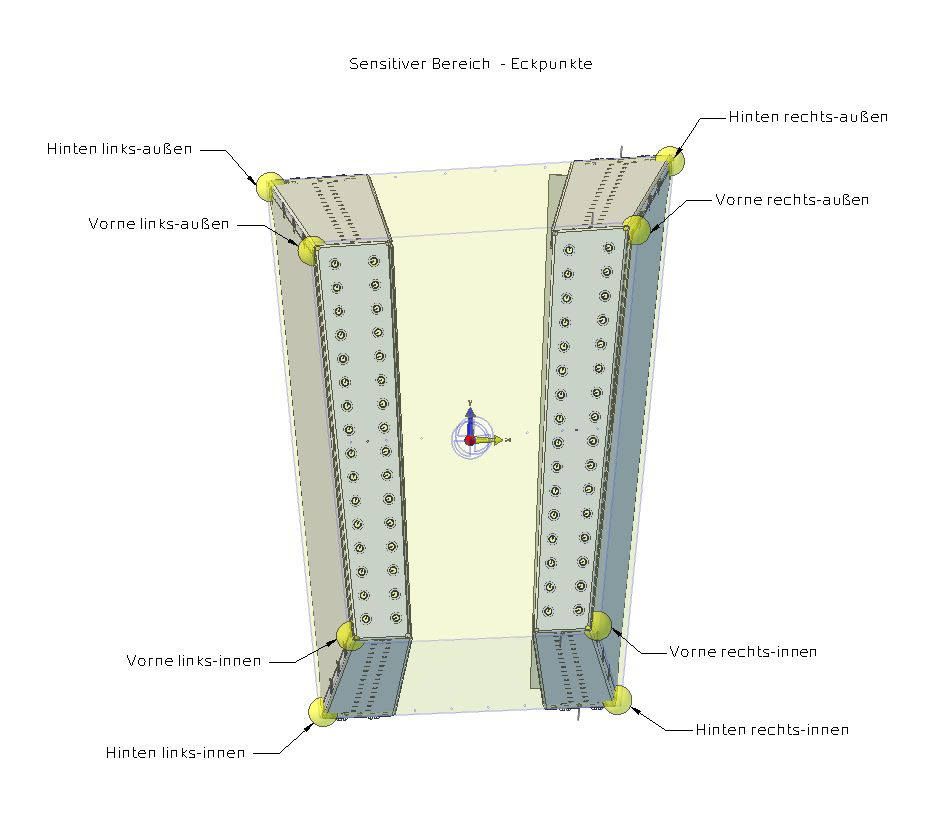 Sensitiver Bereich - Eckpunkte
Hinten rechts-außen
Hinten links-außen
Vorne rechts-außen
Vorne links-außen
Y
X
Vorne rechts-innen
Vorne links-innen
Hinten rechts-innen
Hinten links-innen